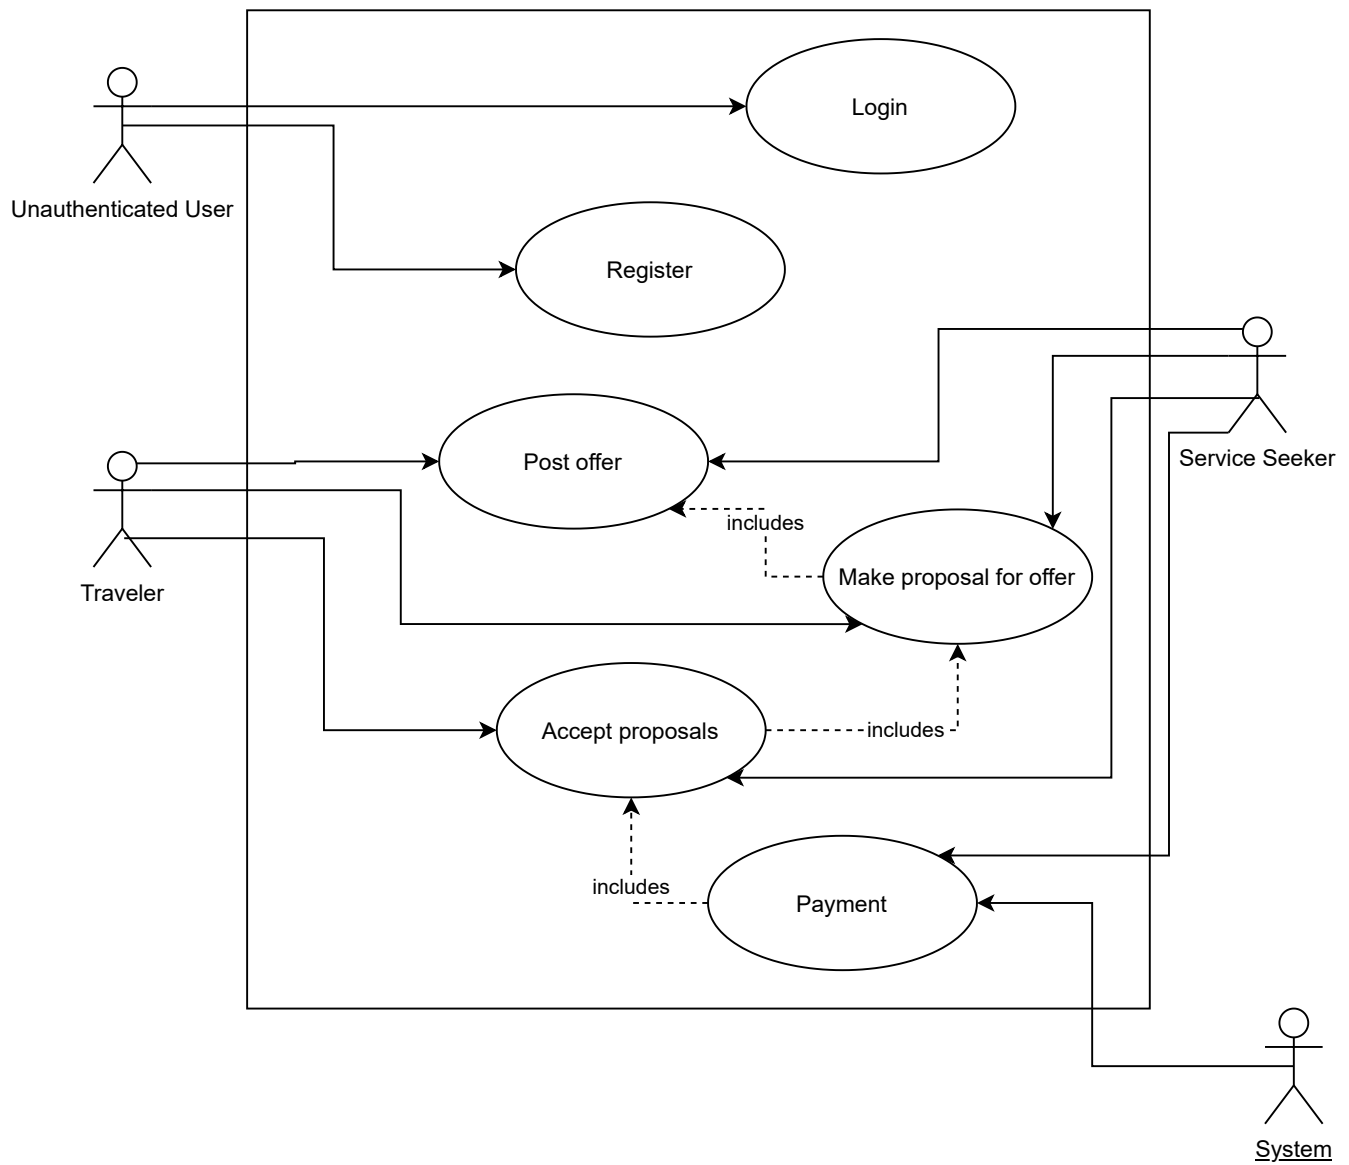 Login
Unauthenticated User
Register
Service Seeker
Post offer
includes
Make proposal for offer
Traveler
Accept proposals
includes
includes
Payment
System